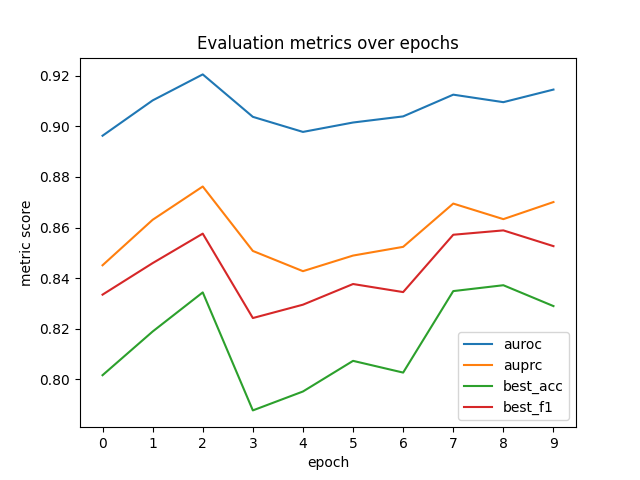 Evaluation metrics over epochs
metric score
0.92
0.90
0.88
0.86
0.84
0.82
0.80
auroc
auprc
best_acc
best_f1
0 1 2 3 4 5 6 7 8 9
epoch